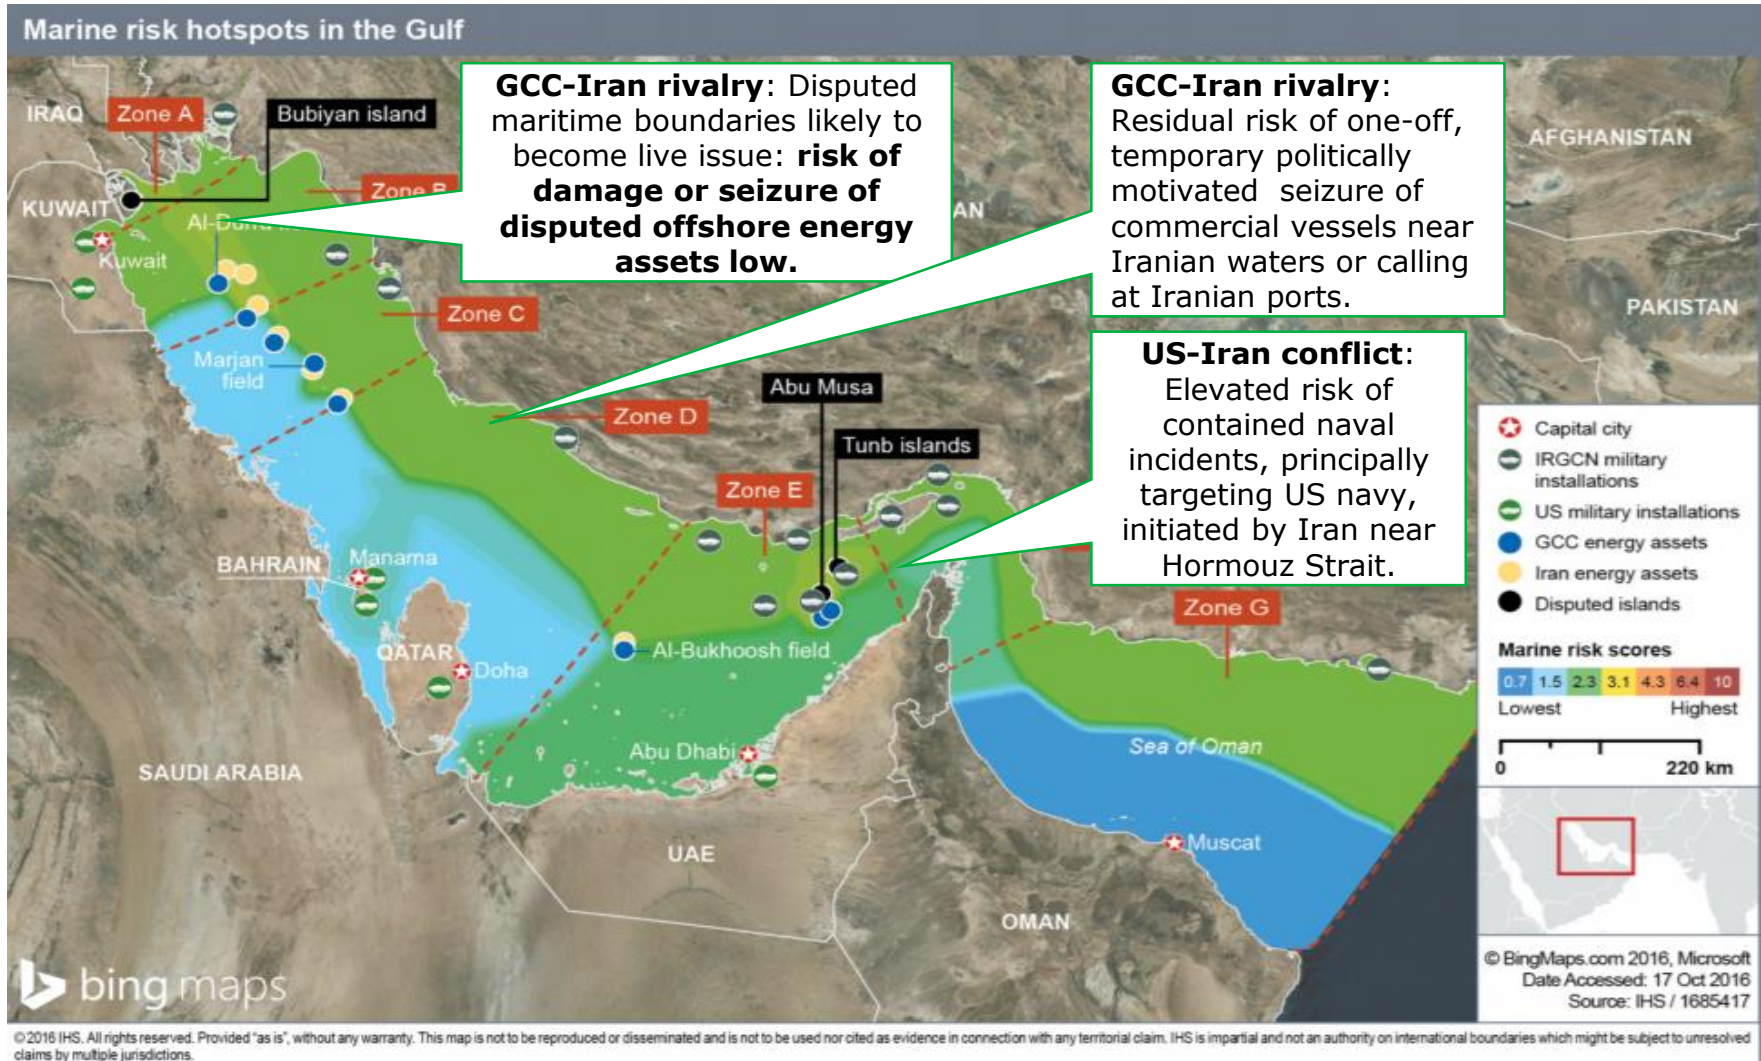 Marine risk hotspots in the Gulf
GCC-Iran rivalry: Disputed
maritime boundaries likely to
become live issue: risk of
damage or seizure of
disputed offshore energy
assets low.
GCC-Iran rivalry:
Residual risk of one-off,
temporary politically
motivated seizure of
commercial vessels near
Iranian waters or calling
at Iranian ports.
US-Iran conflict:
Elevated risk of
contained naval
incidents, principally
targeting US navy,
initiated by Iran near
Hormouz Strait.
IRAQ
Zone A
Bubiyan island
Zone
KUWAIT
Kuwait
AN
AFGHANISTAN
PAKISTAN
Zone C
Marjan
field
Zone D
Abu Musa
Tunb islands
Zone E
BAHRAIN
Manama
QATAR
Doha
Al-Bukhoosh field
Zone G
Abu Dhabi
Sea of Oman
SAUDI ARABIA
UAE
Muscat
OMAN
Capital city
IRGCN military
installations
US military installations
GCC energy assets
Iran energy assets
Disputed islands
Marine risk scores
0.7 1.5 2.3 3.1 4.3 6.4 10
Lowest Highest
0 220 km
bing maps
© BingMaps.com 2016, Microsoft
Date Accessed: 17 Oct 2016
Source: IHS / 1685417
© 2016 IHS. All rights reserved. Provided "as is", without any warranty. This map is not to be reproduced or disseminated and is not to be used nor cited as evidence in connection with any territorial claim. IHS is impartial and not an authority on international boundaries which might be subject to unresolved
claims by multiple jurisdictions.